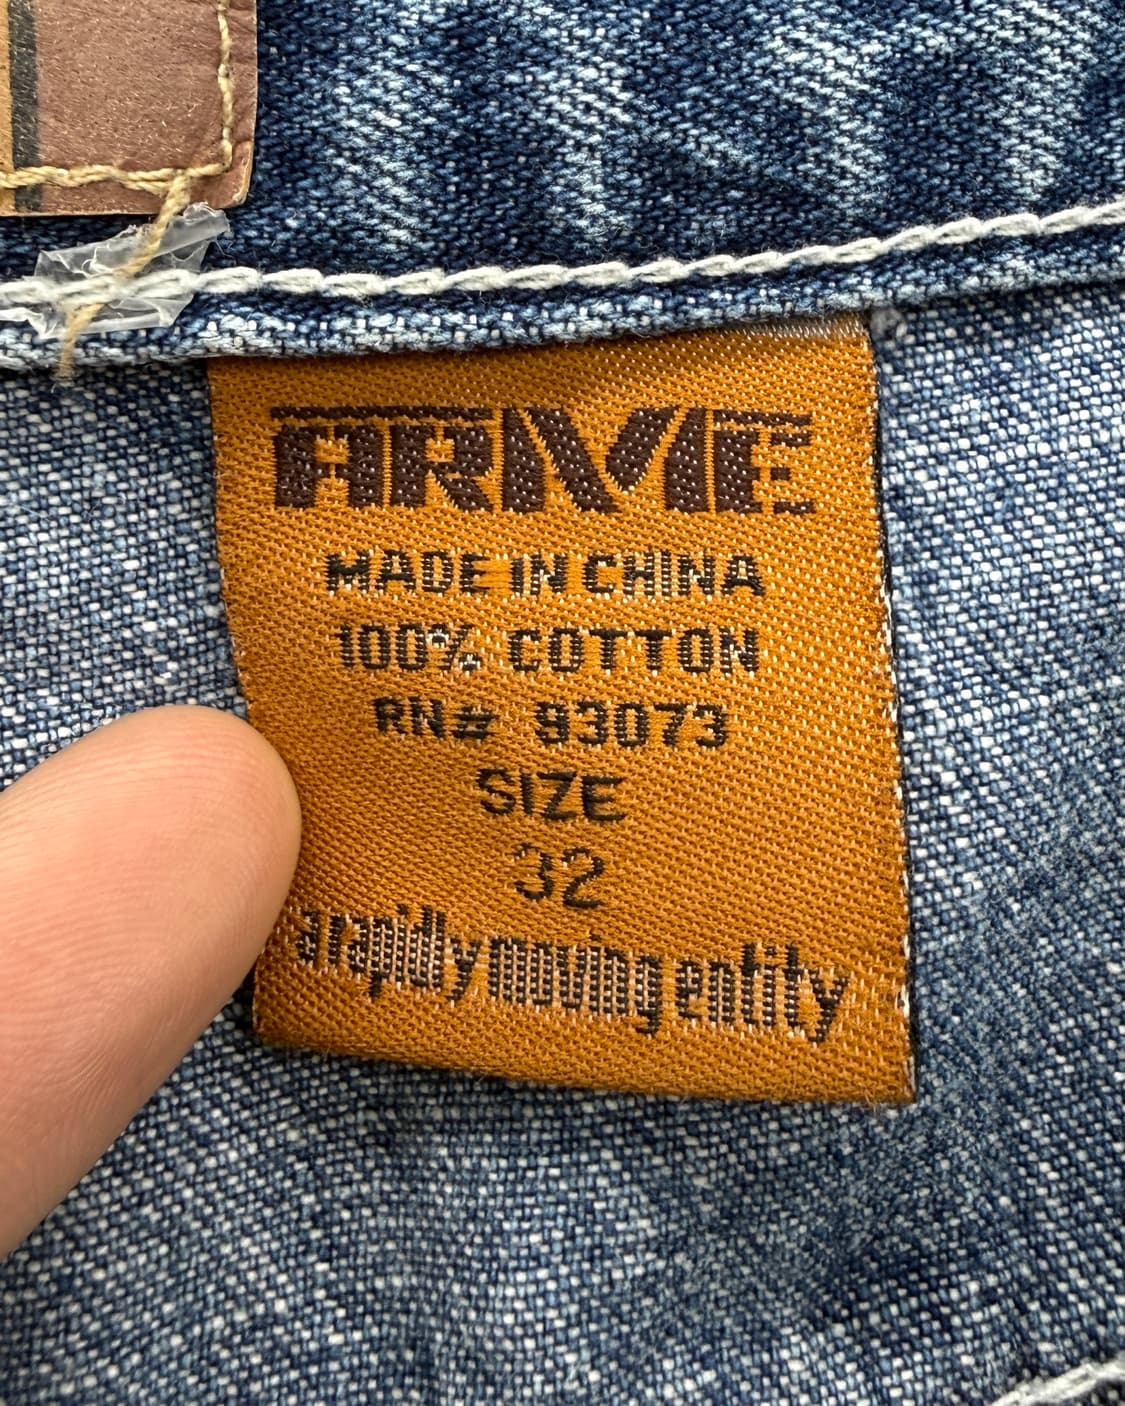 ARME
MADE IN CHINA
100% COTTON
RN# 93073
SIZE
32
a rapidly moving entity